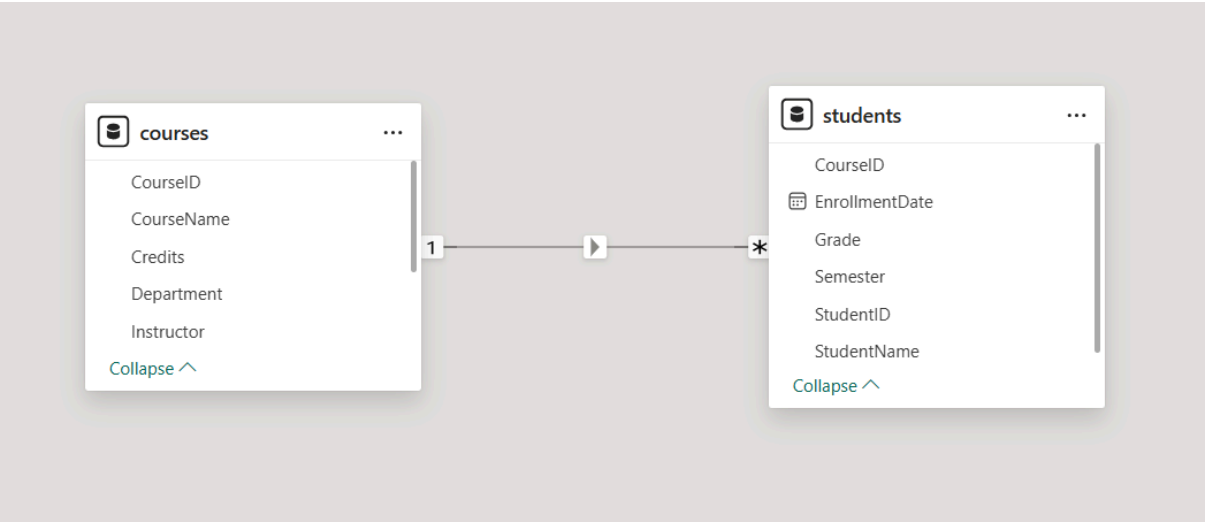 courses
...
CourseID
CourseName
Credits
Department
Instructor
Collapse
1
*
students
...
CourseID
EnrollmentDate
Grade
Semester
StudentID
StudentName
Collapse